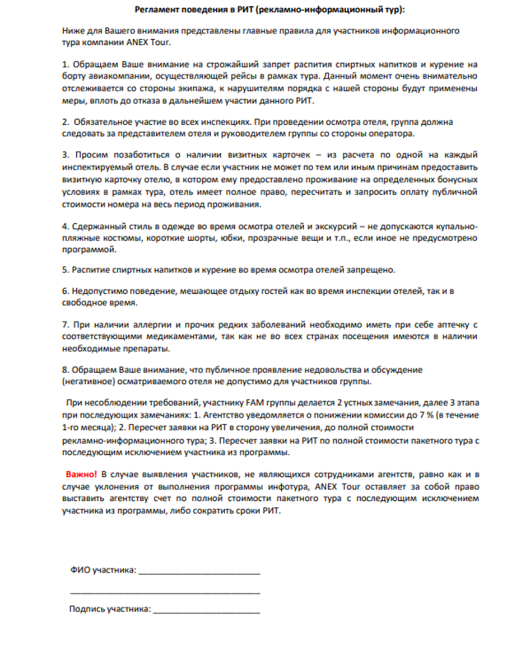 Регламент поведения в РИТ (рекламно-информационный тур):
Ниже для Вашего внимания представлены главные правила для участников информационного
тура компании ANEX Tour.
1. Обращаем Ваше внимание на строжайший запрет распития спиртных напитков и курение на
борту авиакомпании, осуществляющей рейсы в рамках тура. Данный момент очень внимательно
отслеживается со стороны экипажа, к нарушителям порядка с нашей стороны будут применены
меры, вплоть до отказа в дальнейшем участии данного РИТ.
2. Обязательное участие во всех инспекциях. При проведении осмотра отеля, группа должна
следовать за представителем отеля и руководителем группы со стороны оператора.
3. Просим позаботиться о наличии визитных карточек – из расчета по одной на каждый
инспектируемый отель. В случае если участник не может по тем или иным причинам предоставить
визитную карточку отелю, в котором ему предоставлено проживание на определенных бонусных
условиях в рамках тура, отель имеет полное право, пересчитать и запросить оплату публичной
стоимости номера на весь период проживания.
4. Сдержанный стиль в одежде во время осмотра отелей и экскурсий – не допускаются купально-
пляжные костюмы, короткие шорты, юбки, прозрачные вещи и т.п., если иное не предусмотрено
программой.
5. Распитие спиртных напитков и курение во время осмотра отелей запрещено.
6. Недопустимо поведение, мешающее отдыху гостей как во время инспекции отелей, так и в
свободное время.
7. При наличии аллергии и прочих редких заболеваний необходимо иметь при себе аптечку с
соответствующими медикаментами, так как не во всех странах посещения имеются в наличии
необходимые препараты.
8. Обращаем Ваше внимание, что публичное проявление недовольства и обсуждение
(негативное) осматриваемого отеля не допустимо для участников группы.
При несоблюдении требований, участнику FAM группы делается 2 устных замечания, далее 3 этапа
при последующих замечаниях: 1. Агентство уведомляется о понижении комиссии до 7 % (в течение
1-го месяца); 2. Пересчет заявки на РИТ в сторону увеличения, до полной стоимости
рекламно-информационного тура; 3. Пересчет заявки на РИТ по полной стоимости пакетного тура с
последующим исключением участника из программы.
Важно! В случае выявления участников, не являющихся сотрудниками агентств, равно как и в
случае уклонения от выполнения программы инфотура, ANEX Tour оставляет за собой право
выставить агентству счет по полной стоимости пакетного тура с последующим исключением
участника из программы, либо сократить сроки РИТ.
ФИО участника: __________________________
________________________________________
Подпись участника: _______________________